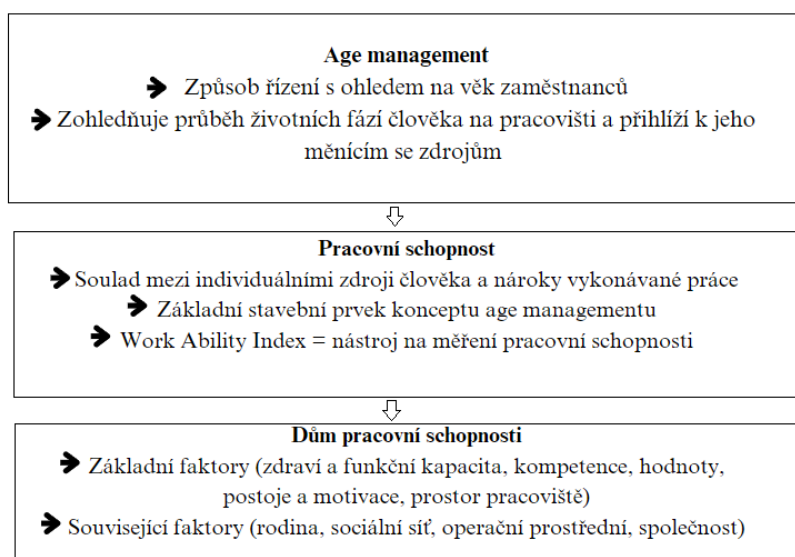 Age management
➔ Způsob řízení s ohledem na věk zaměstnanců
➔ Zohledňuje průběh životních fází člověka na pracovišti a přihlíží k jeho
měnícím se zdrojům
Pracovní schopnost
➔ Soulad mezi individuálními zdroji člověka a nároky vykonávané práce
➔ Základní stavební prvek konceptu age managementu
➔ Work Ability Index = nástroj na měření pracovní schopnosti
Dům pracovní schopnosti
➔ Základní faktory (zdraví a funkční kapacita, kompetence, hodnoty,
postoje a motivace, prostor pracoviště)
➔ Související faktory (rodina, sociální síť, operační prostřední, společnost)